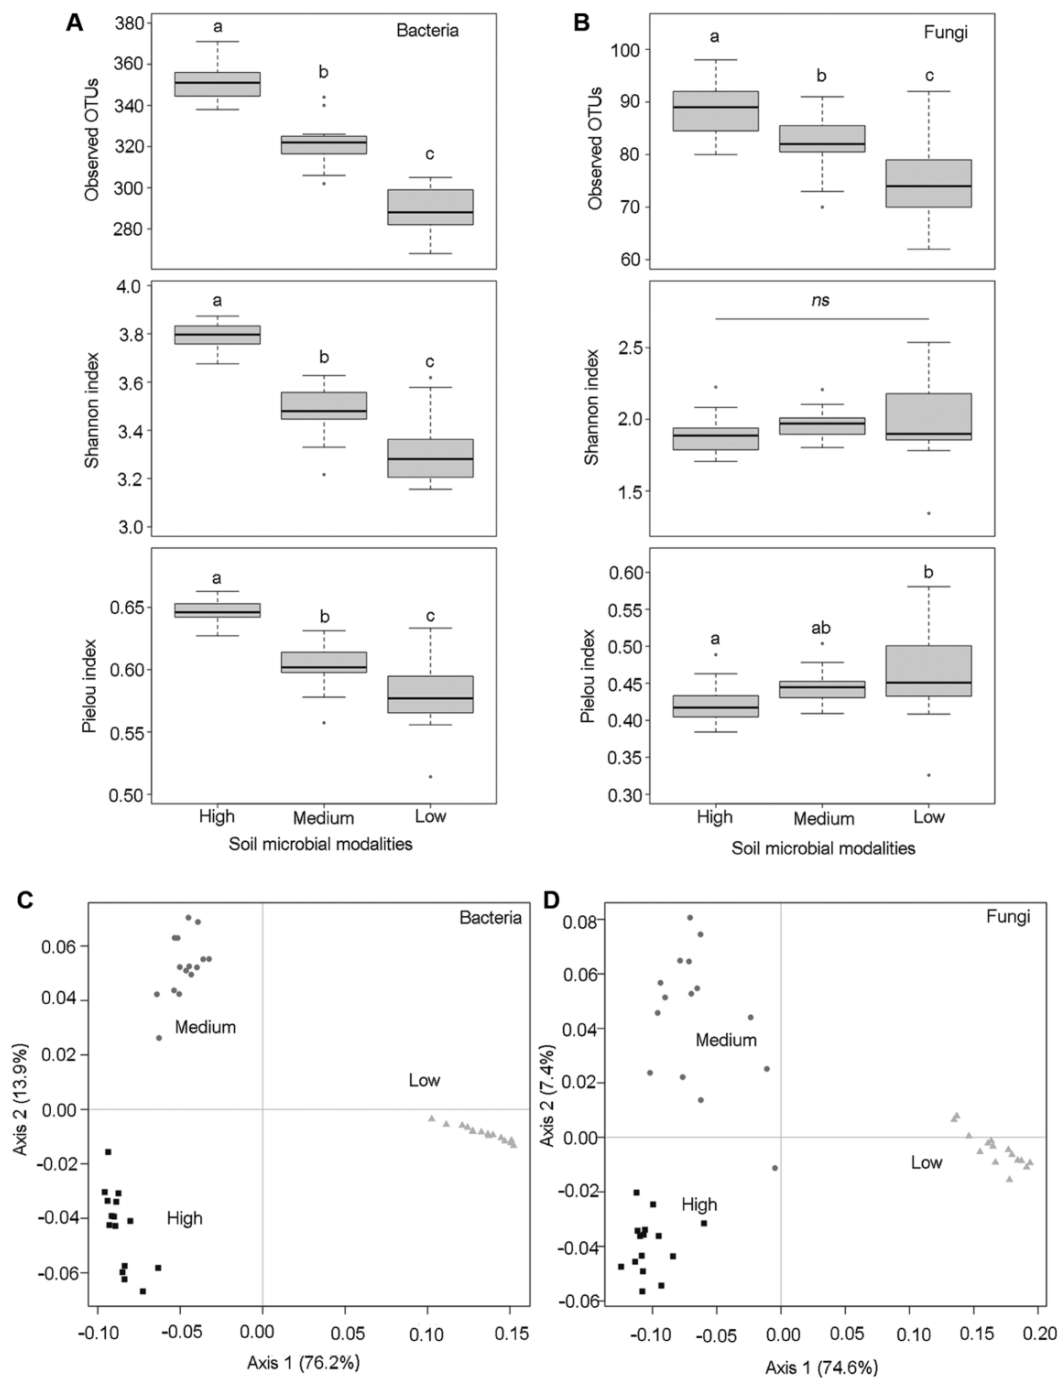 A
Bacteria
Observed OTUs
380
360
340
320
300
280
a
b
c
Shannon index
4.0
3.8
3.6
3.4
3.2
3.0
a
b
c
Pielou index
0.65
0.60
0.55
0.50
a
b
c
High Medium Low
Soil microbial modalities
B
Fungi
Observed OTUs
100
90
80
70
60
a
b
c
Shannon index
2.5
2.0
1.5
ns
Pielou index
0.60
0.55
0.50
0.45
0.40
0.35
0.30
a
ab
b
High Medium Low
Soil microbial modalities
C
Bacteria
Axis 2 (13.9%)
0.06
0.04
0.02
0.00
-0.02
-0.04
-0.06
Medium
Low
High
-0.10 -0.05 0.00 0.05 0.10 0.15
Axis 1 (76.2%)
D
Fungi
Axis 2 (7.4%)
0.08
0.06
0.04
0.02
0.00
-0.02
-0.04
-0.06
Medium
Low
High
-0.10 -0.05 0.00 0.05 0.10 0.15 0.20
Axis 1 (74.6%)